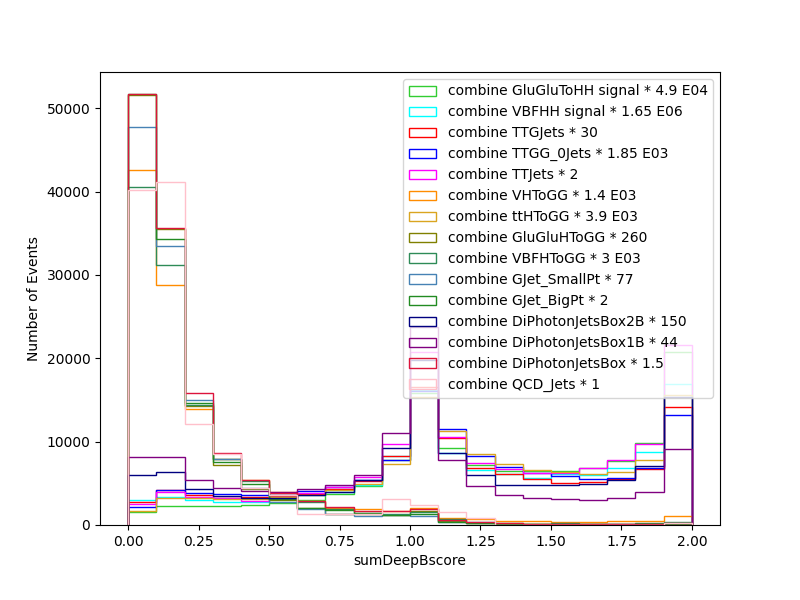 combine GluGluToHH signal * 4.9 E04
combine VBFHH signal * 1.65 E06
combine TTGJets * 30
combine TTGG_0Jets * 1.85 E03
combine TTJets * 2
combine VHToGG * 1.4 E03
combine ttHToGG * 3.9 E03
combine GluGluHToGG * 260
combine VBFHToGG * 3 E03
combine GJet_SmallPt * 77
combine GJet_BigPt * 2
combine DiPhotonJetsBox2B * 150
combine DiPhotonJetsBox1B * 44
combine DiPhotonJetsBox * 1.5
combine QCD_Jets * 1
Number of Events
50000
40000
30000
20000
10000
0
0.00 0.25 0.50 0.75 1.00 1.25 1.50 1.75 2.00
sumDeepBscore